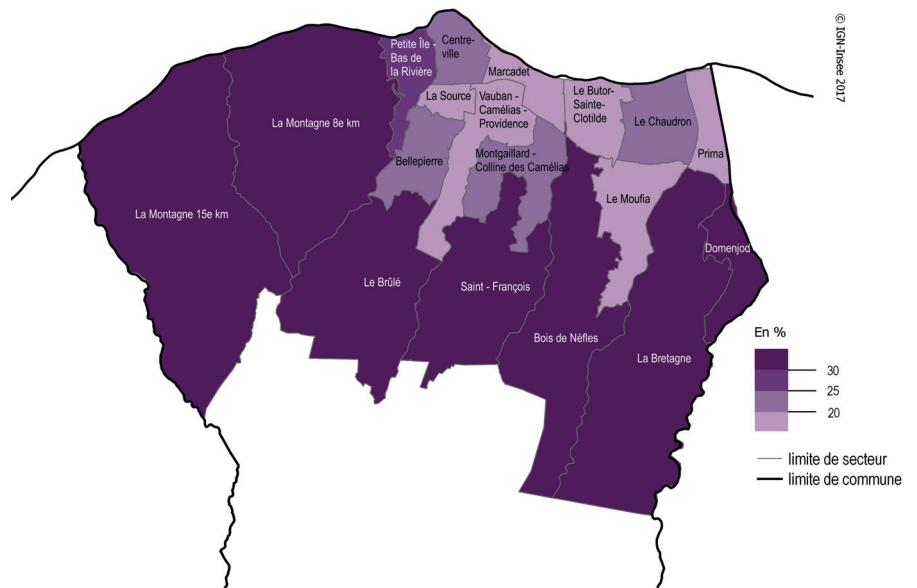 © IGN-Insee 2017
Petite Île -
Bas de
la Rivière
Centre-
ville
Marcadet
La Source
Vauban -
Camélias -
Providence
Le Butor-
Sainte-
Clotilde
Le Chaudron
Prima
La Montagne 8e km
Bellepierre
Montgaillard -
Colline des Camélias
Le Moufia
La Montagne 15e km
Domenjod
Le Brûlé
Saint - François
Bois de Nèfles
La Bretagne
En %
30
25
20
limite de secteur
limite de commune